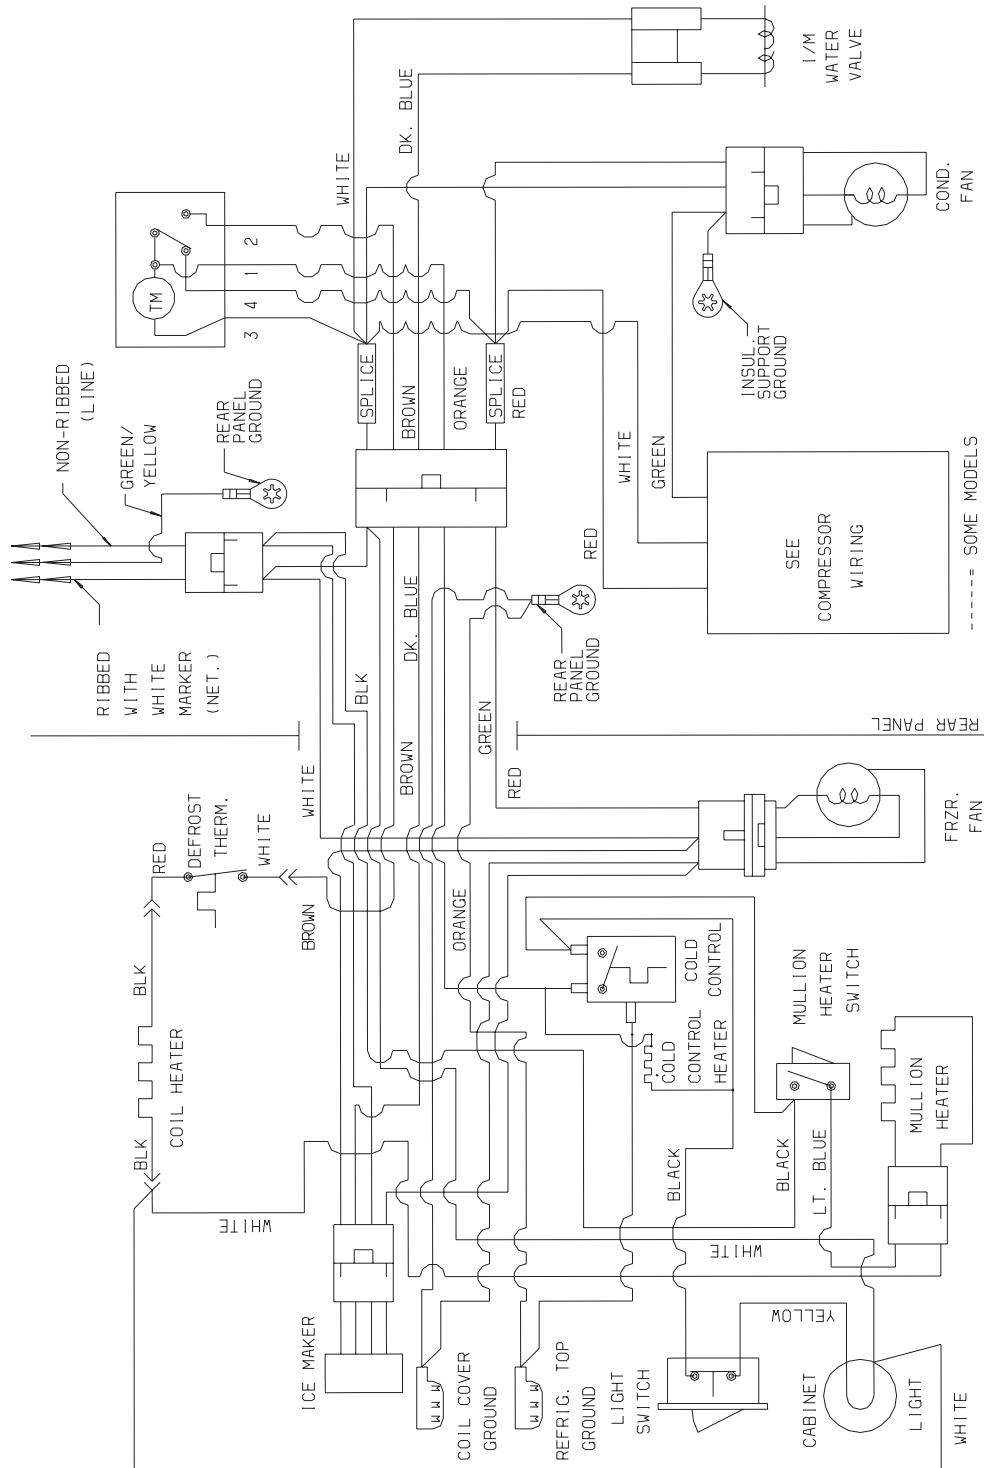 I/M
WATER
VALVE
DK. BLUE
WHITE
COND.
FAN
2
1
4
3
TM
NON-RIBBED
(LINE)
GREEN/
YELLOW
REAR
PANEL
GROUND
SPLICE
BROWN
ORANGE
SPLICE
RED
INSUL.
SUPPORT
GROUND
WHITE
GREEN
SEE
COMPRESSOR
WIRING
-----= SOME MODELS
RED
REAR
PANEL
GROUND
DK. BLUE
BLK
RIBBED
WITH
WHITE
MARKER
(NET.)
REAR PANEL
GREEN
BROWN
WHITE
RED
DEFROST
THERM.
WHITE
RED
BROWN
FRZR.
FAN
ORANGE
BLK
COIL HEATER
BLK
COLD
CONTROL
COLD
CONTROL
HEATER
MULLION
HEATER
SWITCH
MULLION
HEATER
BLACK
BLACK
LT. BLUE
WHITE
WHITE
YELLOW
ICE MAKER
COIL COVER
GROUND
REFRIG. TOP
GROUND
LIGHT
SWITCH
CABINET
LIGHT
WHITE